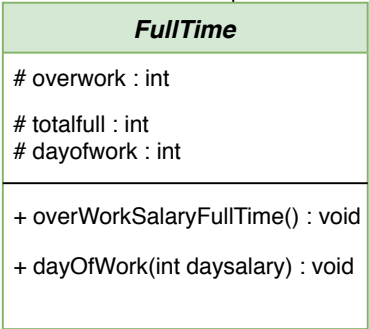 FullTime
# overwork : int
# totalfull : int
# dayofwork : int
+ overWorkSalaryFullTime() : void
+ dayOfWork(int daysalary) : void